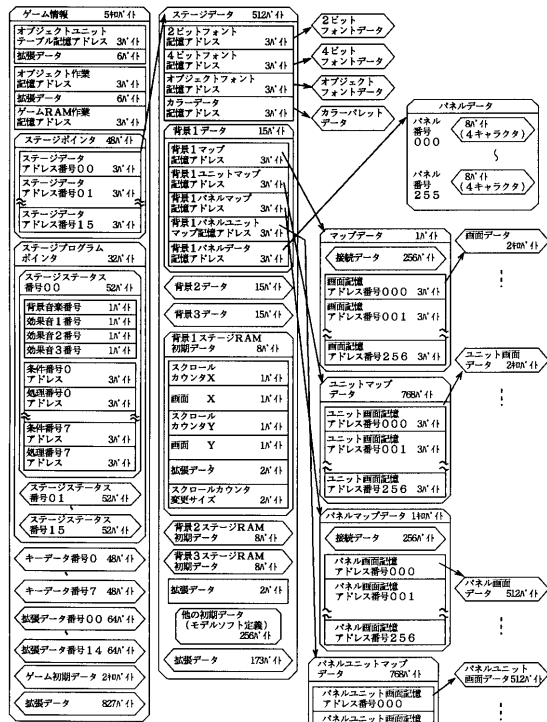 ゲーム情報 5キロバイト
オブジェクトユニット
テーブル記憶アドレス 3バイト
拡張データ 6バイト
オブジェクト作業
記憶アドレス 3バイト
拡張データ 6バイト
ゲームRAM作業
記憶アドレス 3バイト
ステージポインタ 48バイト
ステージデータ
アドレス番号00 3バイト
ステージデータ
アドレス番号01 3バイト
ステージデータ
アドレス番号15 3バイト
ステージプログラム
ポインタ 32バイト
ステージステータス
番号00 52バイト
背景音楽番号 1バイト
効果音1番号 1バイト
効果音2番号 1バイト
効果音3番号 1バイト
条件番号0
アドレス 3バイト
処理番号0
アドレス 3バイト
条件番号7
アドレス 3バイト
処理番号7
アドレス 3バイト
ステージステータス
番号01 52バイト
ステージステータス
番号15 52バイト
キーデータ番号0 48バイト
キーデータ番号7 48バイト
拡張データ番号00 64バイト
拡張データ番号14 64バイト
ゲーム初期データ 2キロバイト
拡張データ 827バイト
ステージデータ 512バイト
2ビットフォント
記憶アドレス 3バイト
4ビットフォント
記憶アドレス 3バイト
オブジェクトフォント
記憶アドレス 3バイト
カラーデータ
記憶アドレス 3バイト
背景1データ 15バイト
背景1マップ
記憶アドレス 3バイト
背景1ユニットマップ
記憶アドレス 3バイト
背景1パネルマップ
記憶アドレス 3バイト
背景1パネルユニット
マップ記憶アドレス 3バイト
背景1パネルデータ
記憶アドレス 3バイト
背景2データ 15バイト
背景3データ 15バイト
背景1ステージRAM
初期データ 8バイト
スクロール
カウンタX 1バイト
画面 X 1バイト
スクロール
カウンタY 1バイト
画面 Y 1バイト
拡張データ 2バイト
スクロールカウンタ
変更サイズ 2バイト
背景2ステージRAM
初期データ 8バイト
背景3ステージRAM
初期データ 8バイト
拡張データ 2バイト
他の初期データ
(モデルソフト定義)
256バイト
拡張データ 173バイト
2ビット
フォントデータ
4ビット
フォントデータ
オブジェクト
フォントデータ
カラーパレット
データ
パネルデータ
パネル
番号
000
8バイト
(4キャラクタ)
パネル
番号
255
8バイト
(4キャラクタ)
マップデータ 1バイト
接続データ 256バイト
画面記憶
アドレス番号000 3バイト
画面記憶
アドレス番号001 3バイト
画面記憶
アドレス番号256 3バイト
画面データ
2キロバイト
ユニットマップ
データ 768バイト
ユニット画面記憶
アドレス番号000 3バイト
ユニット画面記憶
アドレス番号001 3バイト
ユニット画面記憶
アドレス番号256 3バイト
ユニット画面
データ 2キロバイト
パネルマップデータ 1キロバイト
接続データ 256バイト
パネル画面記憶
アドレス番号000
パネル画面記憶
アドレス番号001
パネル画面記憶
アドレス番号256
パネル画面
データ 512バイト
パネルユニットマップ
データ 768バイト
パネルユニット画面記憶
アドレス番号000
パネルユニット画面記憶
パネルユニット
画面データ512バイト